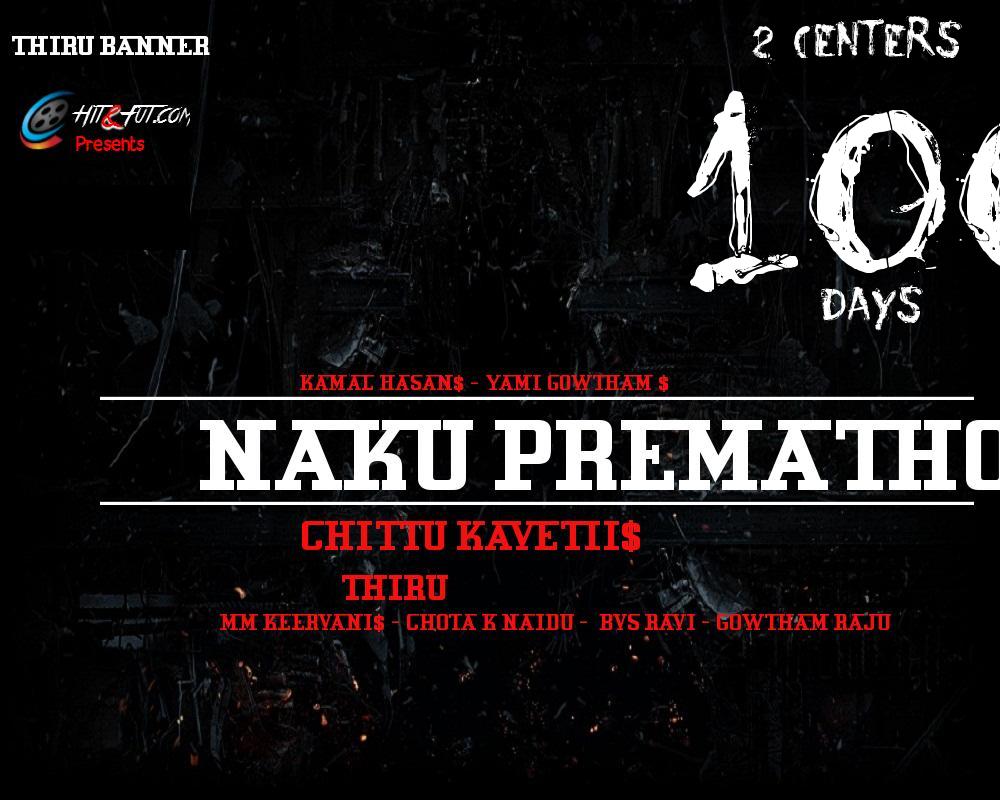 THIRU BANNER
2 CENTERS
HIT&FUT.COM
Presents
100
DAYS
KAMAL HASAN$ - YAMI GOWTHAM $
NAKU PREMATHO
CHITTU KAVETII$
THIRU
MM KEERVANI$ - CHOTA K NAIDU - BVS RAVI - GOWTHAM RAJU